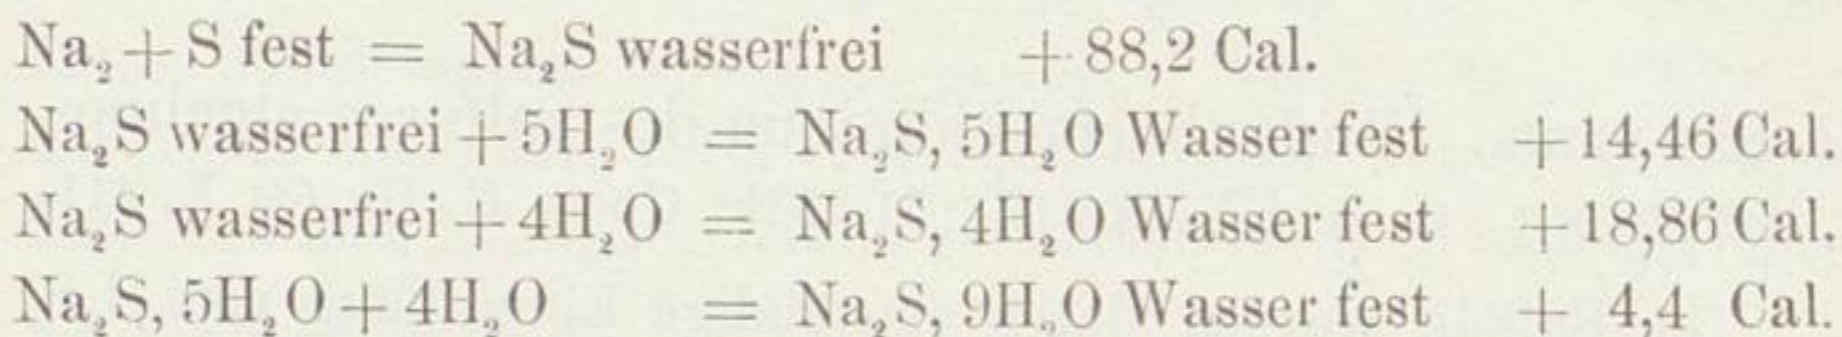 Na₂+S fest = Na₂S wasserfrei +88,2 Cal.
Na₂S wasserfrei+5H₂O = Na₂S, 5H₂O Wasser fest +14,46 Cal.
Na₂S wasserfrei+4H₂O = Na₂S, 4H₂O Wasser fest +18,86 Cal.
Na₂S, 5H₂O+4H₂O = Na₂S, 9H₂O Wasser fest + 4,4 Cal.